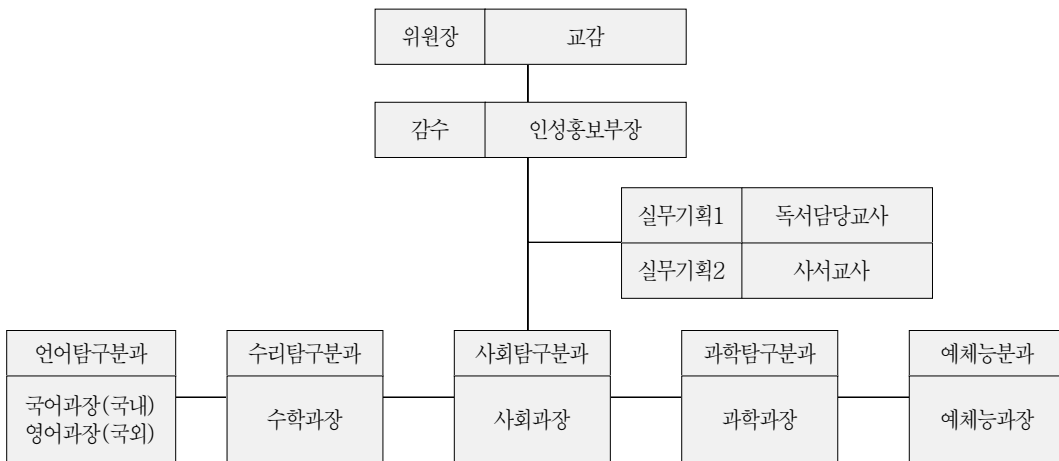 위원장 교감
감수 인성홍보부장
실무기획1 독서담당교사
실무기획2 사서교사
언어탐구분과 수리탐구분과 사회탐구분과 과학탐구분과 예체능분과
국어과장(국내)
영어과장(국외)
수학과장 사회과장 과학과장 예체능과장